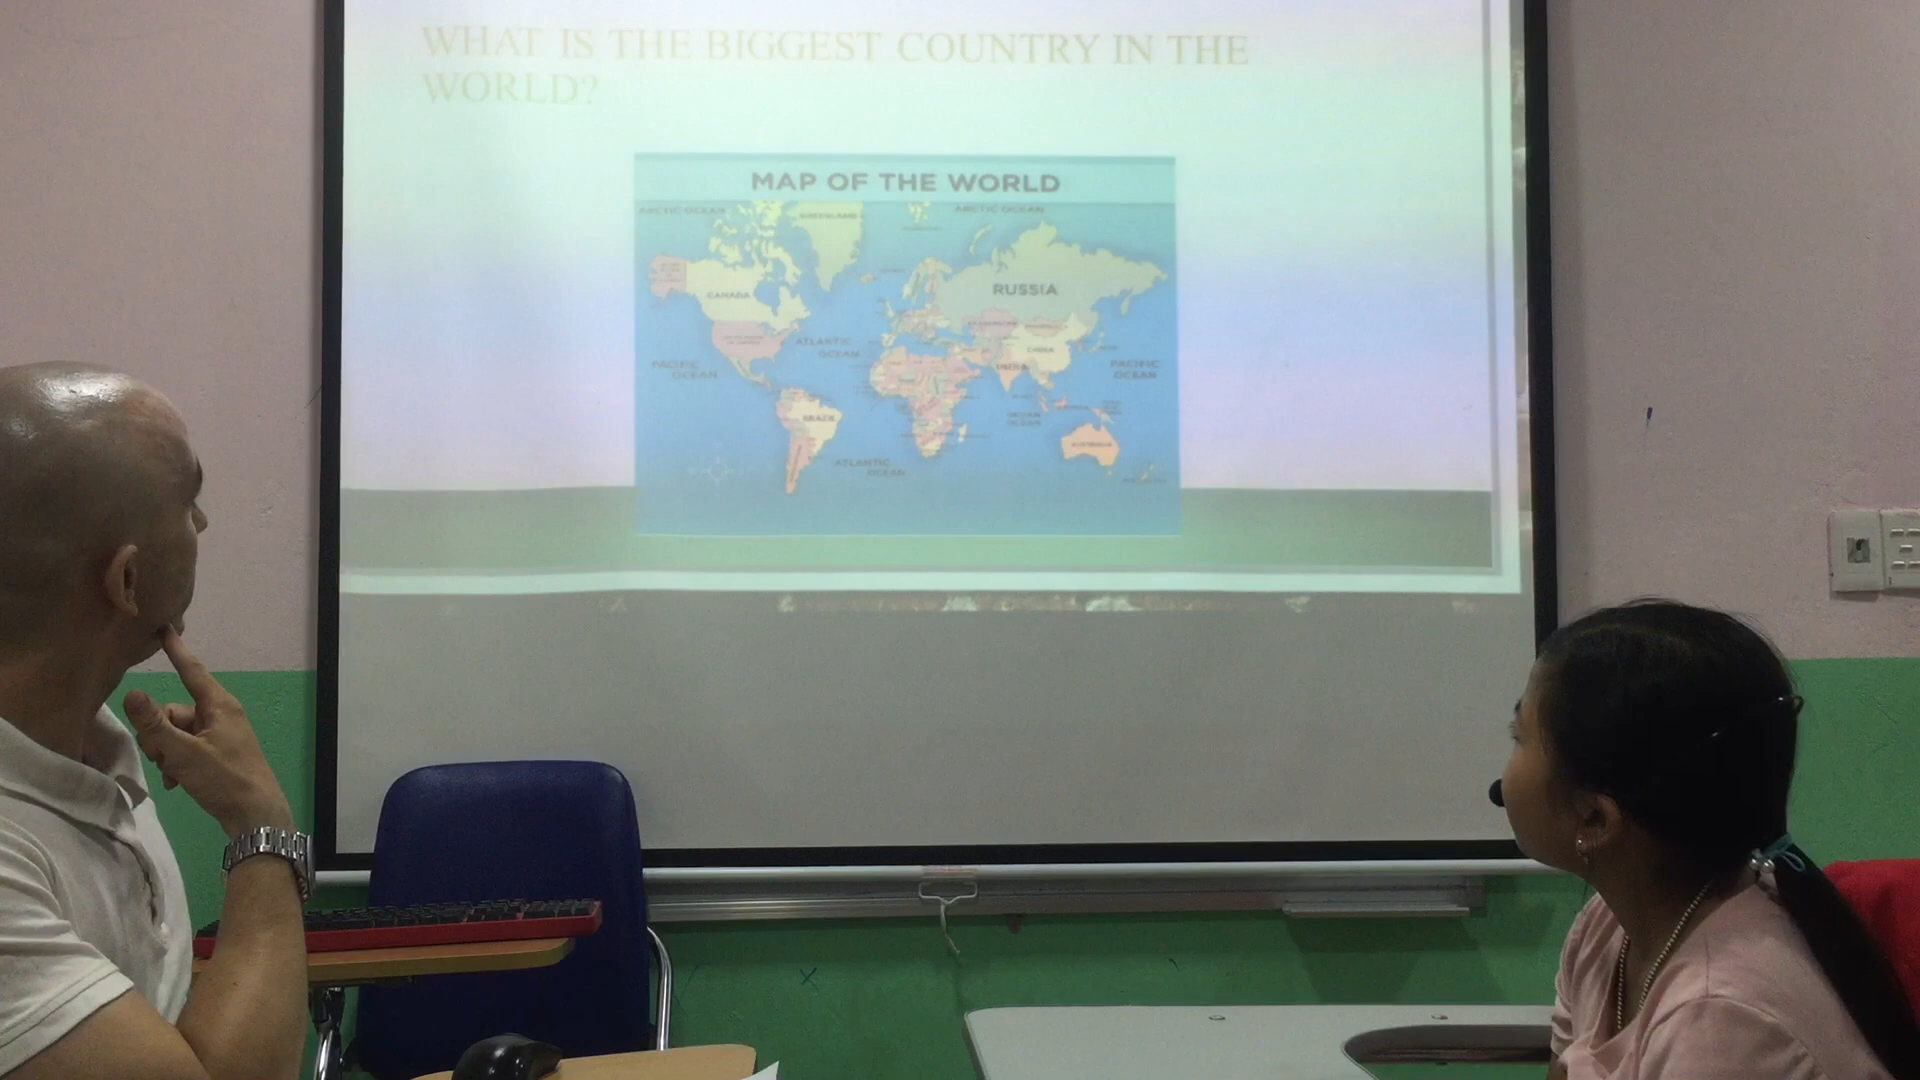 WHAT IS THE BIGGEST COUNTRY IN THE
WORLD?
MAP OF THE WORLD
ARCTIC OCEAN
GREENLAND
ARCTIC OCEAN
CANADA
RUSSIA
ATLANTIC
OCEAN
CHINA
PACIFIC
OCEAN
PACIFIC
OCEAN
INDIA
BRAZIL
INDIAN
OCEAN
AUSTRALIA
ATLANTIC
OCEAN